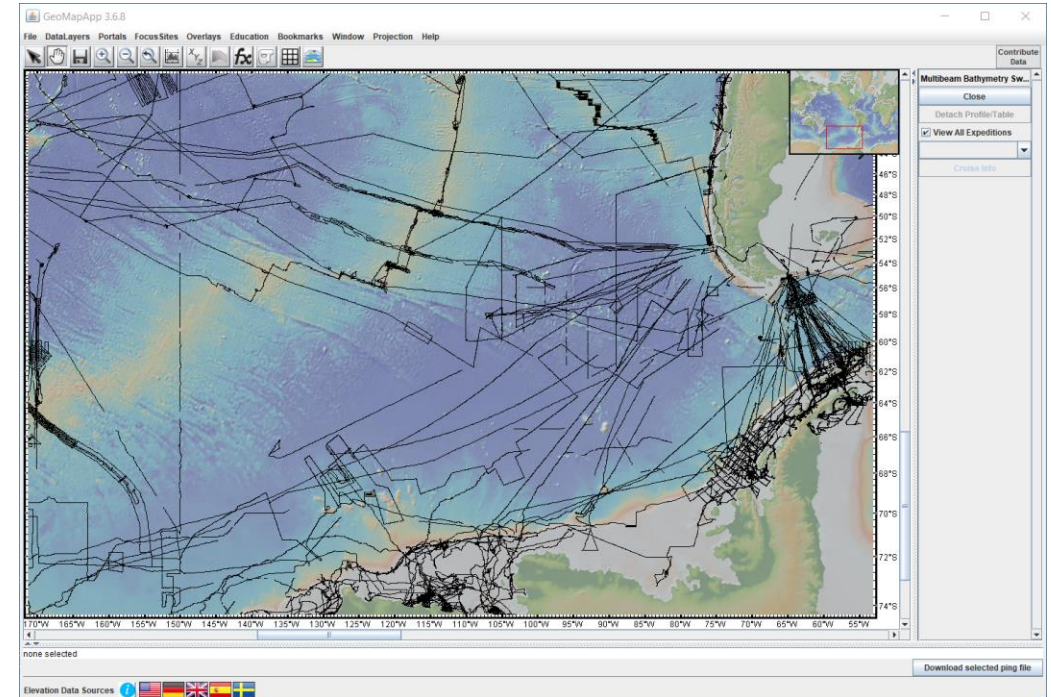 GeoMapApp 3.6.8
File DataLayers Portals FocusSites Overlays Education Bookmarks Window Projection Help
XYZ fx
Contribute Data
Multibeam Bathymetry Sw...
Close
Detach Profile/Table
View All Expeditions
Cruise Info
46°S
48°S
50°S
52°S
54°S
56°S
58°S
60°S
62°S
64°S
66°S
68°S
70°S
72°S
74°S
170°W 165°W 160°W 155°W 150°W 145°W 140°W 135°W 130°W 125°W 120°W 115°W 110°W 105°W 100°W 95°W 90°W 85°W 80°W 75°W 70°W 65°W 60°W 55°W
none selected
Download selected ping file
Elevation Data Sources i